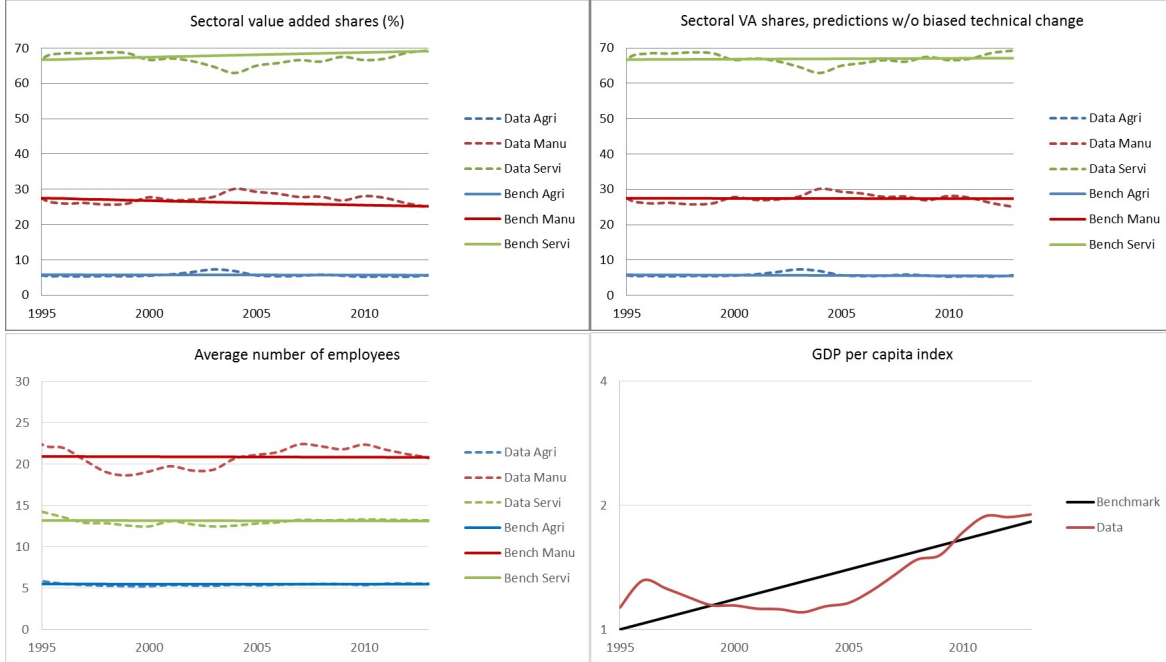 Sectoral value added shares (%)
70
60
50
40
30
20
10
0
1995
2000
2005
2010
Data Agri
Data Manu
Data Servi
Bench Agri
Bench Manu
Bench Servi
Sectoral VA shares, predictions w/o biased technical change
70
60
50
40
30
20
10
0
1995
2000
2005
2010
Data Agri
Data Manu
Data Servi
Bench Agri
Bench Manu
Bench Servi
Average number of employees
30
25
20
15
10
5
0
1995
2000
2005
2010
Data Agri
Data Manu
Data Servi
Bench Agri
Bench Manu
Bench Servi
GDP per capita index
4
2
1
1995
2000
2005
2010
Benchmark
Data